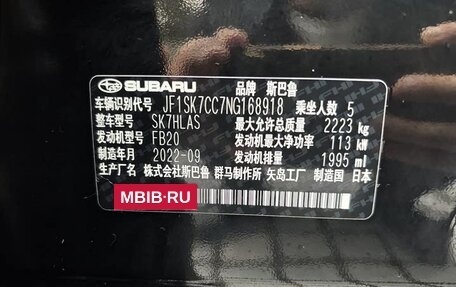 SUBARU 品牌 斯巴鲁
车辆识别代号 JF1SK7CC7NG168918 乘坐人数 5
整车型号 SK7HLAS 最大允许总质量 2223 kg
发动机型号 FB20 发动机最大净功率 113 kW
制造年月 2022-09 发动机排量 1995 ml
生产厂名 株式会社斯巴鲁 群马制作所 矢岛工厂 制造国 日本
MBIB•RU